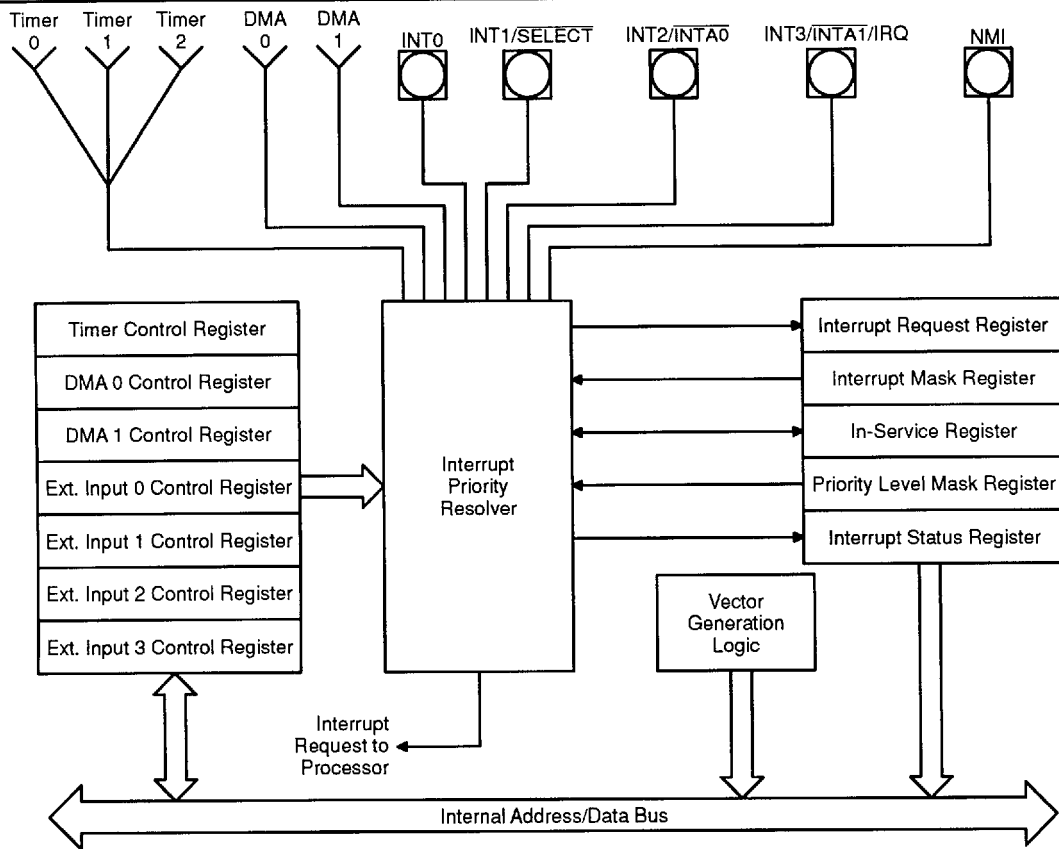 Timer 0
Timer 1
Timer 2
DMA 0
DMA 1
INT0
INT1/S̅E̅L̅E̅C̅T̅
INT2/I̅N̅T̅A̅0̅
INT3/I̅N̅T̅A̅1̅/IRQ
NMI
Timer Control Register
DMA 0 Control Register
DMA 1 Control Register
Ext. Input 0 Control Register
Ext. Input 1 Control Register
Ext. Input 2 Control Register
Ext. Input 3 Control Register
Interrupt
Priority
Resolver
Interrupt Request Register
Interrupt Mask Register
In-Service Register
Priority Level Mask Register
Interrupt Status Register
Vector
Generation
Logic
Interrupt
Request to
Processor
Internal Address/Data Bus